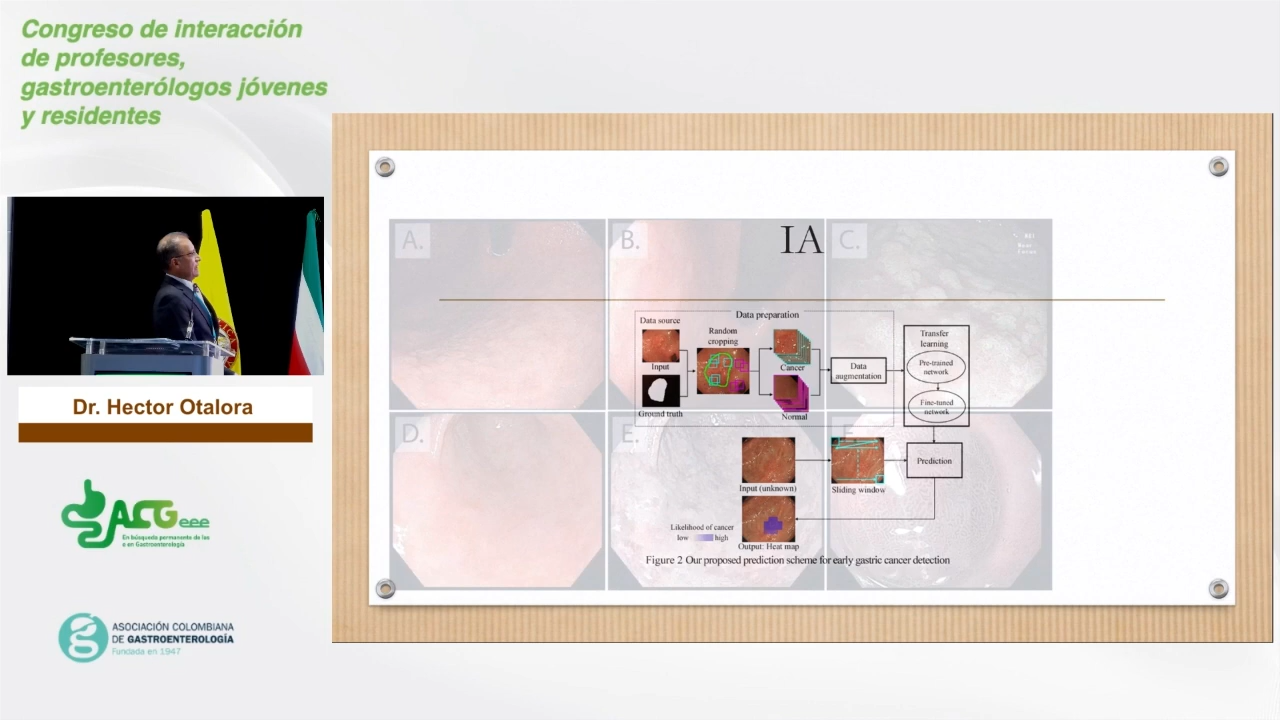 Congreso de interacción
de profesores,
gastroenterólogos jóvenes
y residentes
Dr. Hector Otalora
ACGeee
En búsqueda permanente de las
e en Gastroenterología
ASOCIACIÓN COLOMBIANA
DE GASTROENTEROLOGÍA
Fundada en 1947
IA
A.
B.
C.
D.
E.
F.
Data preparation
Data source
Random
cropping
Input
Ground truth
Cancer
Normal
Data
augmentation
Transfer
learning
Pre-trained
network
Fine-tuned
network
Prediction
Input (unknown)
Sliding window
Likelihood of cancer
low high
Output: Heat map
Figure 2 Our proposed prediction scheme for early gastric cancer detection